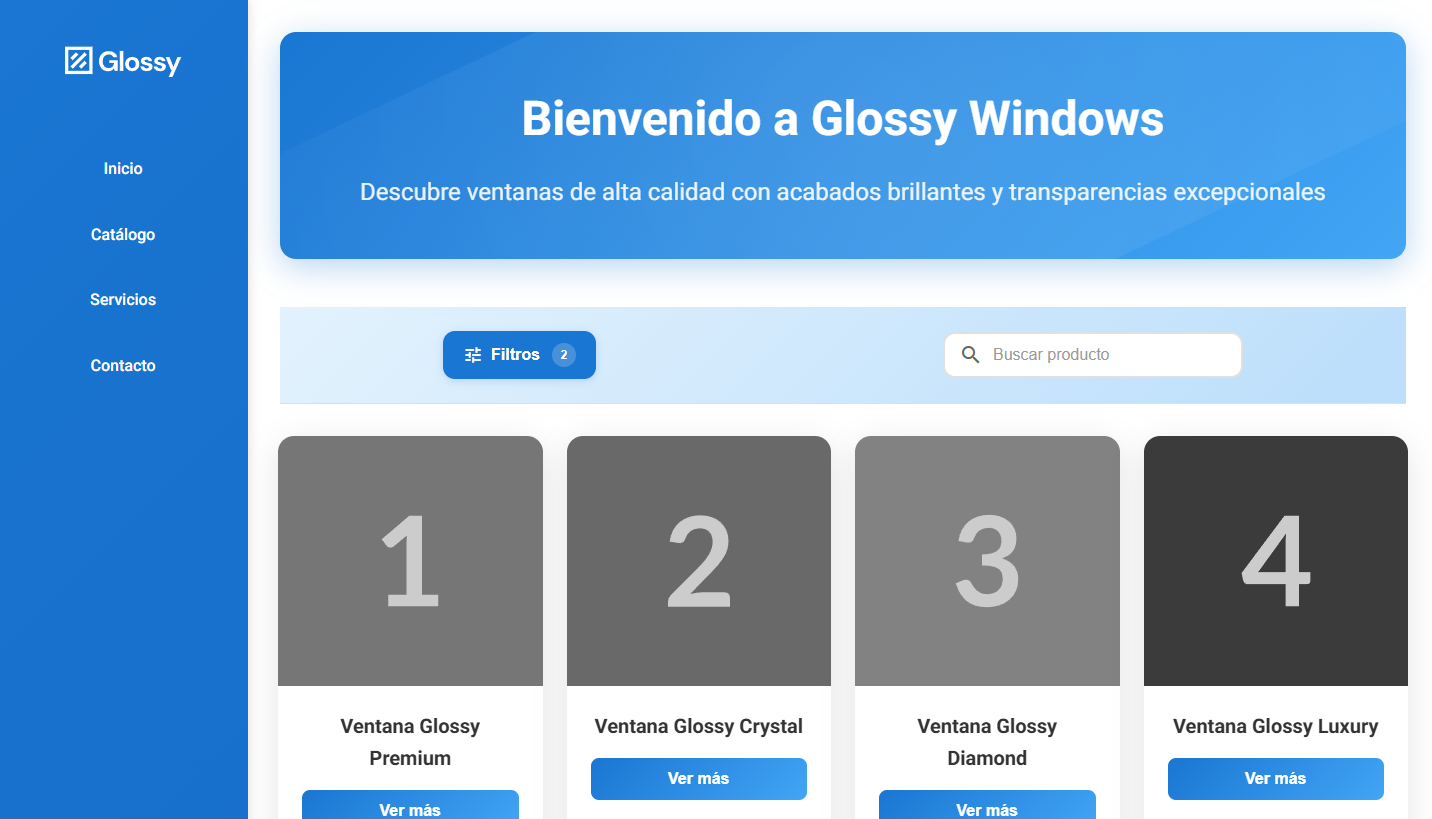 Glossy
Inicio
Catálogo
Servicios
Contacto
Bienvenido a Glossy Windows
Descubre ventanas de alta calidad con acabados brillantes y transparencias excepcionales
Filtros 2
Buscar producto
1
2
3
4
Ventana Glossy
Premium
Ver más
Ventana Glossy Crystal
Ver más
Ventana Glossy
Diamond
Ver más
Ventana Glossy Luxury
Ver más